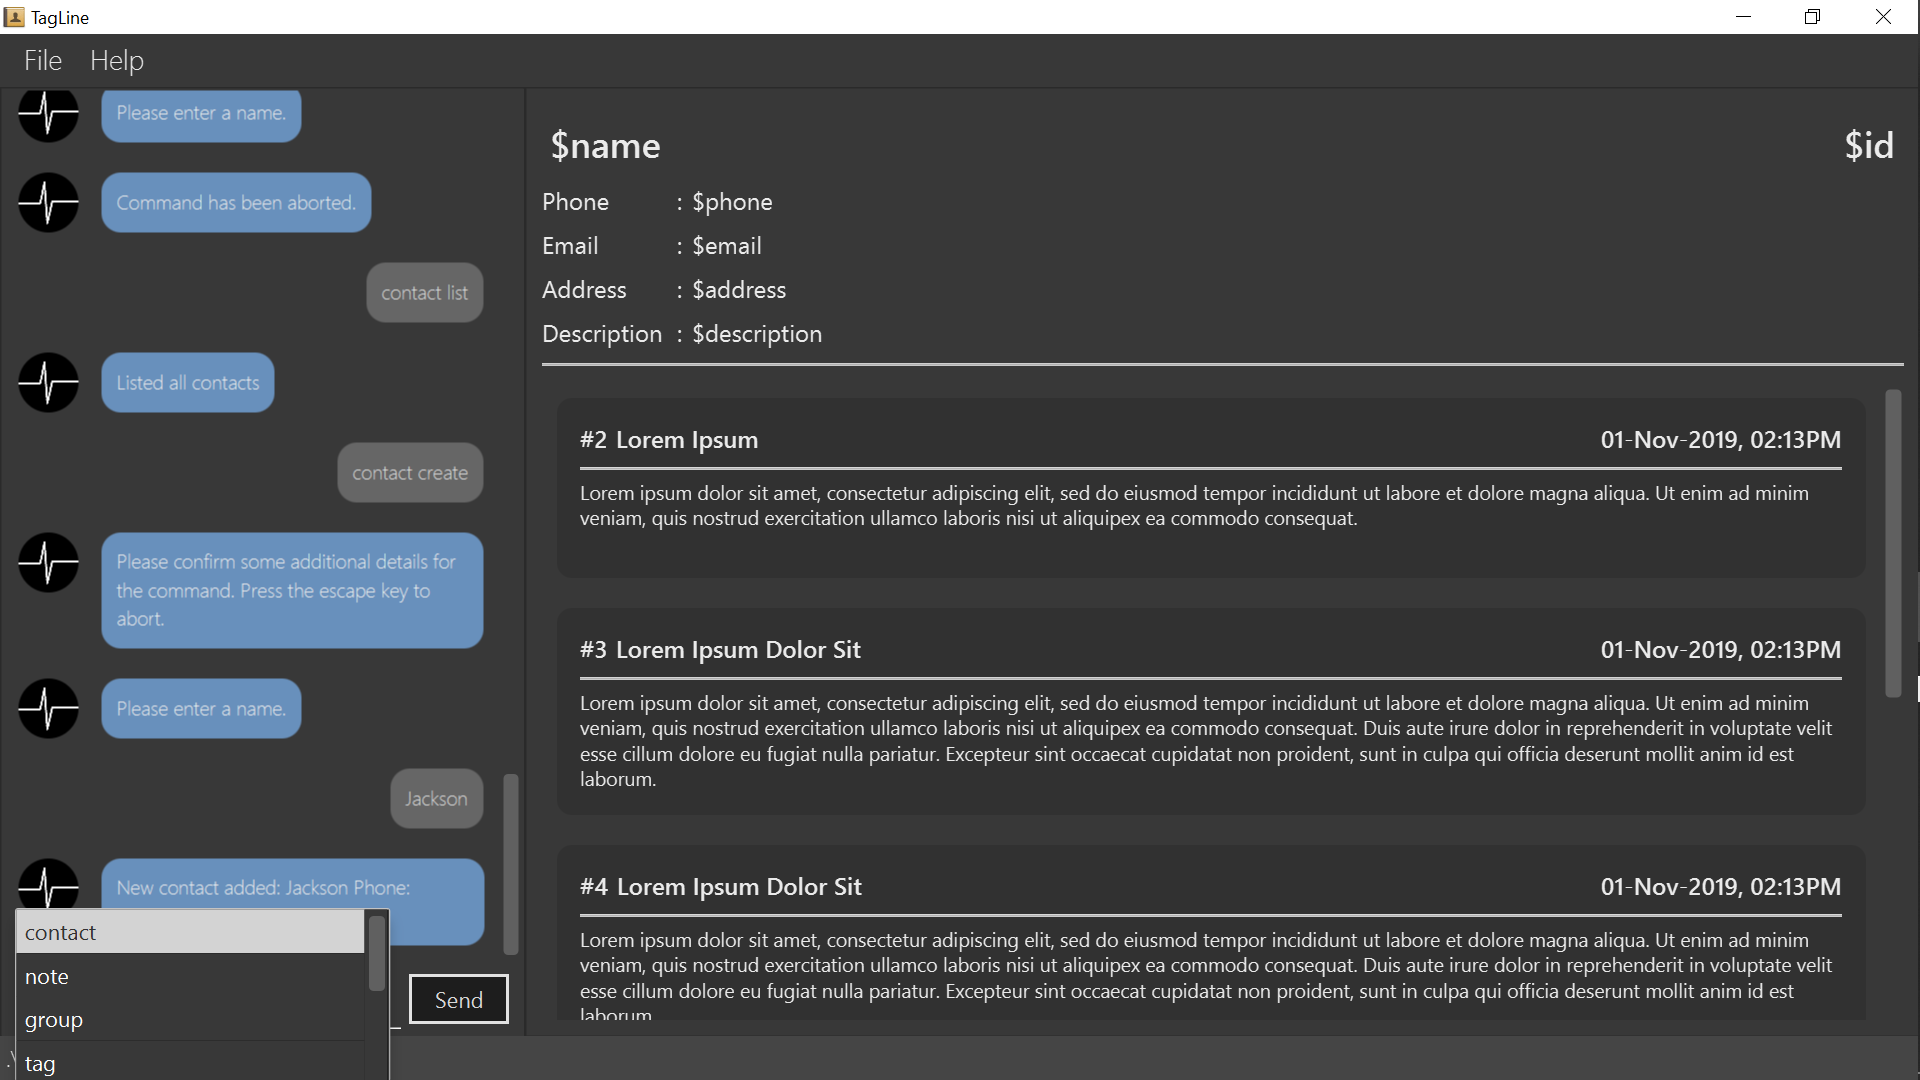 TagLine
File Help
Please enter a name.
Command has been aborted.
contact list
Listed all contacts
contact create
Please confirm some additional details for
the command. Press the escape key to
abort.
Please enter a name.
Jackson
New contact added: Jackson Phone:
contact
note
group
tag
Send
$name
$id
Phone : $phone
Email : $email
Address : $address
Description : $description
#2 Lorem Ipsum
01-Nov-2019, 02:13PM
Lorem ipsum dolor sit amet, consectetur adipiscing elit, sed do eiusmod tempor incididunt ut labore et dolore magna aliqua. Ut enim ad minim
veniam, quis nostrud exercitation ullamco laboris nisi ut aliquipex ea commodo consequat.
#3 Lorem Ipsum Dolor Sit
01-Nov-2019, 02:13PM
Lorem ipsum dolor sit amet, consectetur adipiscing elit, sed do eiusmod tempor incididunt ut labore et dolore magna aliqua. Ut enim ad minim
veniam, quis nostrud exercitation ullamco laboris nisi ut aliquipex ea commodo consequat. Duis aute irure dolor in reprehenderit in voluptate velit
esse cillum dolore eu fugiat nulla pariatur. Excepteur sint occaecat cupidatat non proident, sunt in culpa qui officia deserunt mollit anim id est
laborum.
#4 Lorem Ipsum Dolor Sit
01-Nov-2019, 02:13PM
Lorem ipsum dolor sit amet, consectetur adipiscing elit, sed do eiusmod tempor incididunt ut labore et dolore magna aliqua. Ut enim ad minim
veniam, quis nostrud exercitation ullamco laboris nisi ut aliquipex ea commodo consequat. Duis aute irure dolor in reprehenderit in voluptate velit
esse cillum dolore eu fugiat nulla pariatur. Excepteur sint occaecat cupidatat non proident, sunt in culpa qui officia deserunt mollit anim id est
laborum